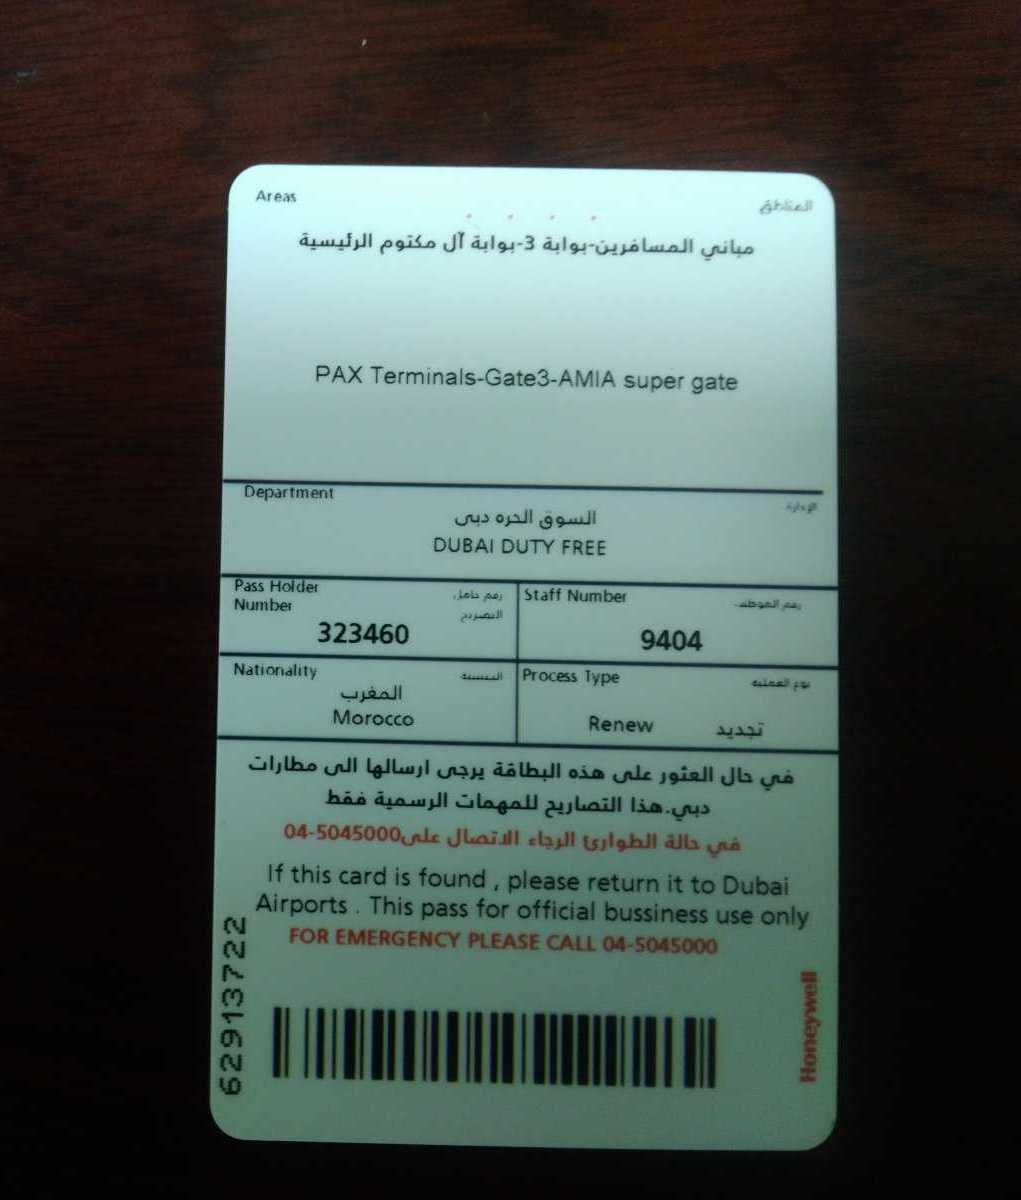 Areas المناطق
مباني المسافرين-بوابة 3-بوابة آل مكتوم الرئيسية
PAX Terminals-Gate3-AMIA super gate
Department الإدارة
السوق الحره دبى
DUBAI DUTY FREE
Pass Holder Number رقم حامل التصريح
323460
Staff Number رقم الموظف
9404
Nationality الجنسية
المغرب
Morocco
Process Type نوع العملية
Renew تجديد
في حال العثور على هذه البطاقة يرجى ارسالها الى مطارات
دبي.هذا التصاريح للمهمات الرسمية فقط
في حالة الطوارئ الرجاء الاتصال على04-5045000
If this card is found , please return it to Dubai
Airports . This pass for official bussiness use only
FOR EMERGENCY PLEASE CALL 04-5045000
62913722
Honeywell